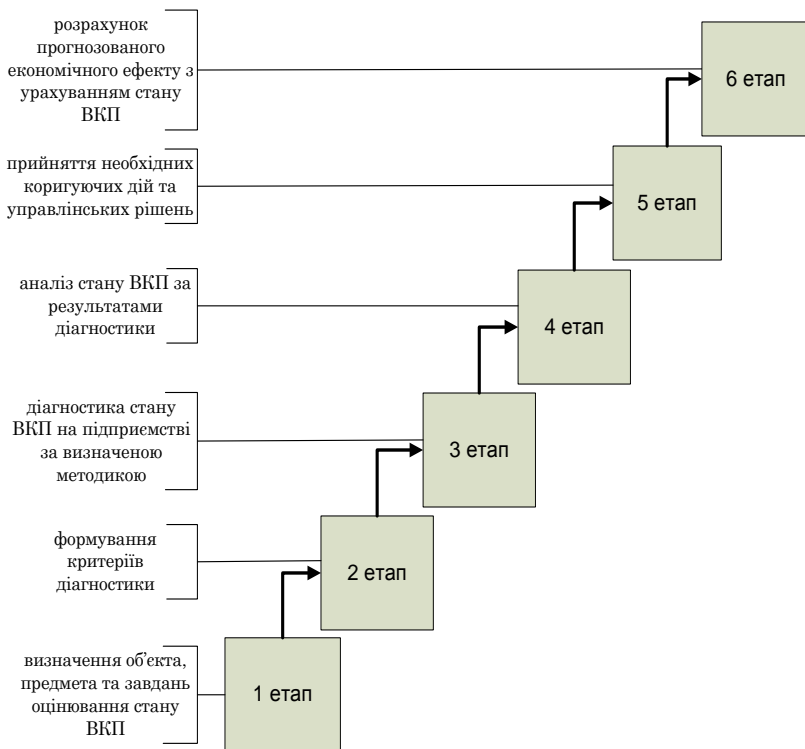 розрахунок
прогнозованого
економічного ефекту з
урахуванням стану
ВКП
6 етап
прийняття необхідних
коригуючих дій та
управлінських рішень
5 етап
аналіз стану ВКП за
результатами
діагностики
4 етап
діагностика стану
ВКП на підприємстві
за визначеною
методикою
3 етап
формування
критеріїв
діагностики
2 етап
визначення об’єкта,
предмета та завдань
оцінювання стану
ВКП
1 етап